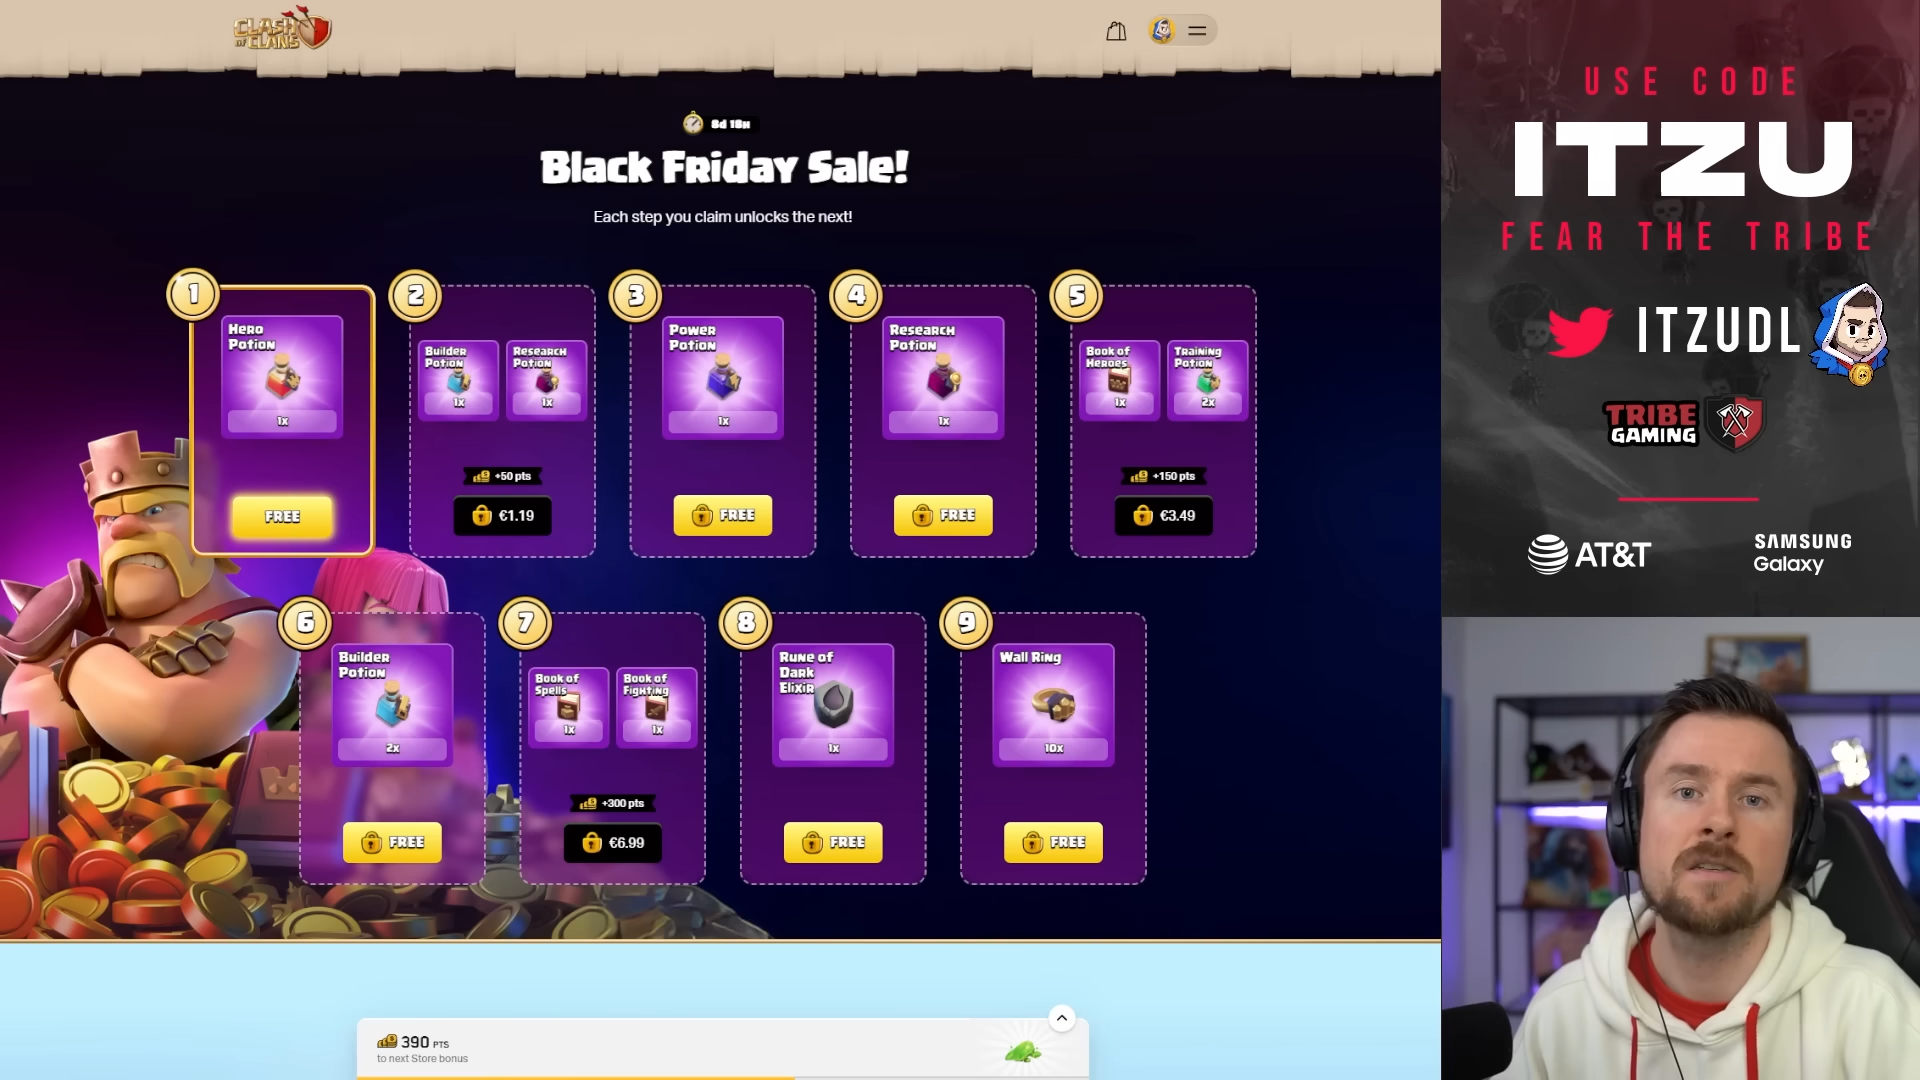 CLASH
OF CLANS
8d 18H
Black Friday Sale!
Each step you claim unlocks the next!
1
Hero
Potion
1x
FREE
2
Builder
Potion
1x
Research
Potion
1x
+50 pts
€1.19
3
Power
Potion
1x
FREE
4
Research
Potion
1x
FREE
5
Book of
Heroes
1x
Training
Potion
2x
+150 pts
€3.49
6
Builder
Potion
2x
FREE
7
Book of
Spells
1x
Book of
Fighting
1x
+300 pts
€6.99
8
Rune of
Dark
Elixir
1x
FREE
9
Wall Ring
10x
FREE
390 PTS
to next Store bonus
USE CODE
ITZU
FEAR THE TRIBE
ITZUDL
TRIBE
GAMING
AT&T
SAMSUNG
Galaxy